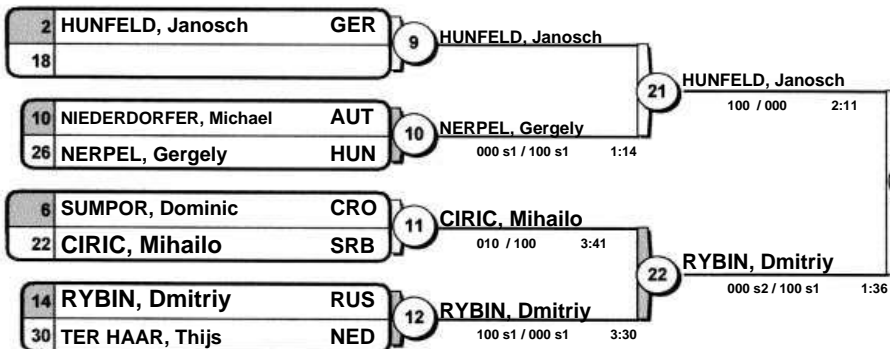 2 HUNFELD, Janosch GER
18
9
HUNFELD, Janosch
10 NIEDERDORFER, Michael AUT
26 NERPEL, Gergely HUN
10
NERPEL, Gergely
000 s1 / 100 s1 1:14
21
HUNFELD, Janosch
100 / 000 2:11
6 SUMPOR, Dominic CRO
22 CIRIC, Mihailo SRB
11
CIRIC, Mihailo
010 / 100 3:41
14 RYBIN, Dmitriy RUS
30 TER HAAR, Thijs NED
12
RYBIN, Dmitriy
100 s1 / 000 s1 3:30
22
RYBIN, Dmitriy
000 s2 / 100 s1 1:36